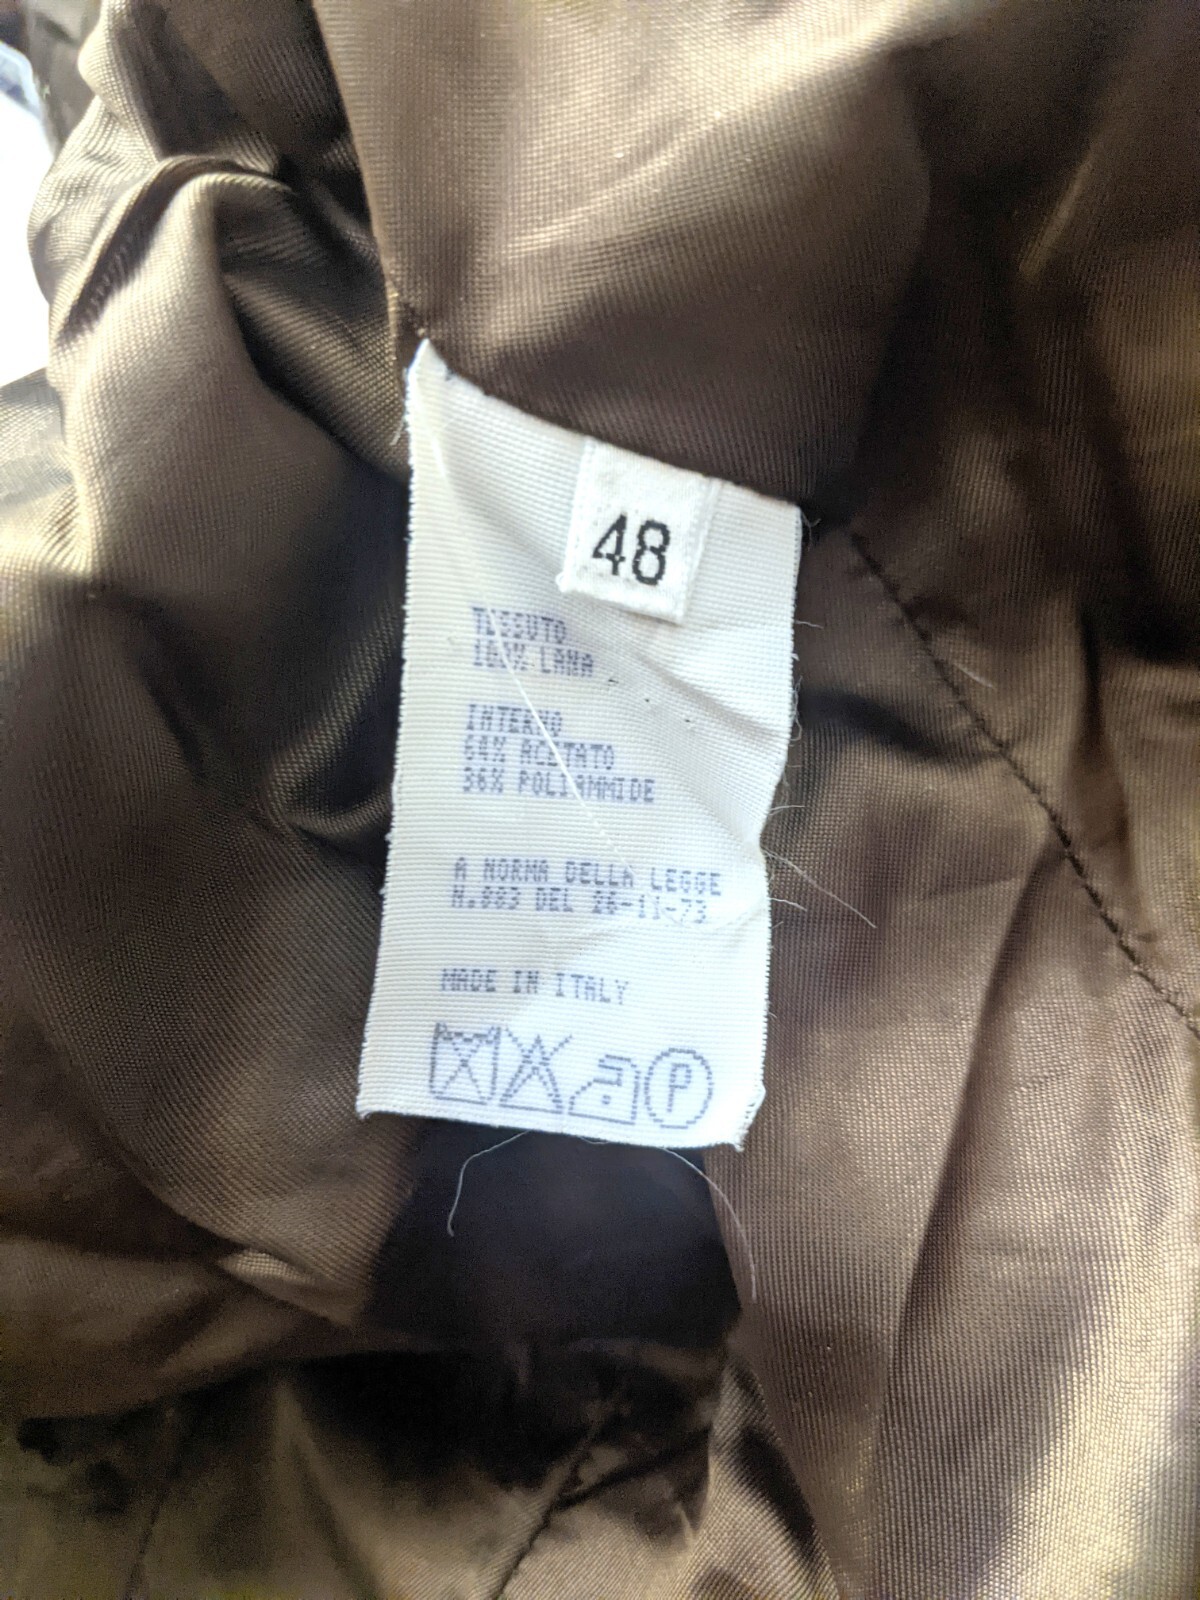 48
TESSUTO
100% LANA
INTERNO
64% ACETATO
36% POLIAMMIDE
A NORMA DELLA LEGGE
N.883 DEL 26-11-73
MADE IN ITALY
P